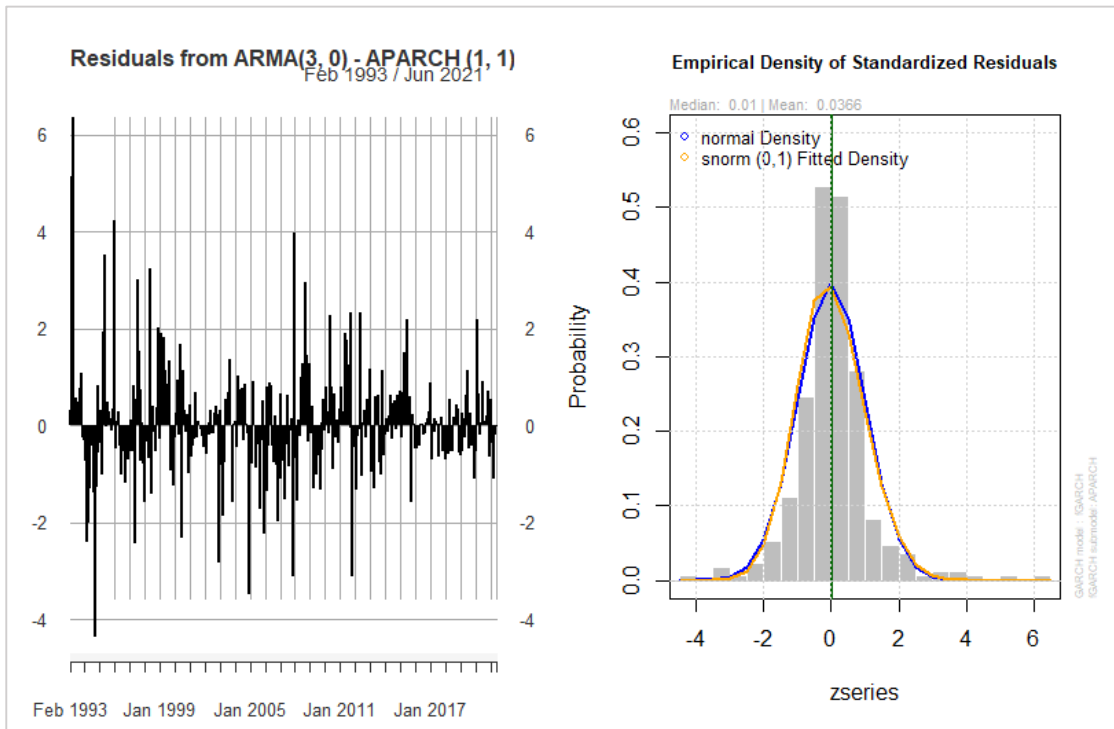 Residuals from ARMA(3, 0) - APARCH (1, 1)
Feb 1993 / Jun 2021
6
4
2
0
-2
-4
6
4
2
0
-2
-4
Feb 1993 Jan 1999 Jan 2005 Jan 2011 Jan 2017
Empirical Density of Standardized Residuals
Median: 0.01 | Mean: 0.0366
normal Density
snorm (0,1) Fitted Density
Probability
0.6
0.5
0.4
0.3
0.2
0.1
0.0
-4 -2 0 2 4 6
zseries
GARCH model : fGARCH
fGARCH submodel: APARCH